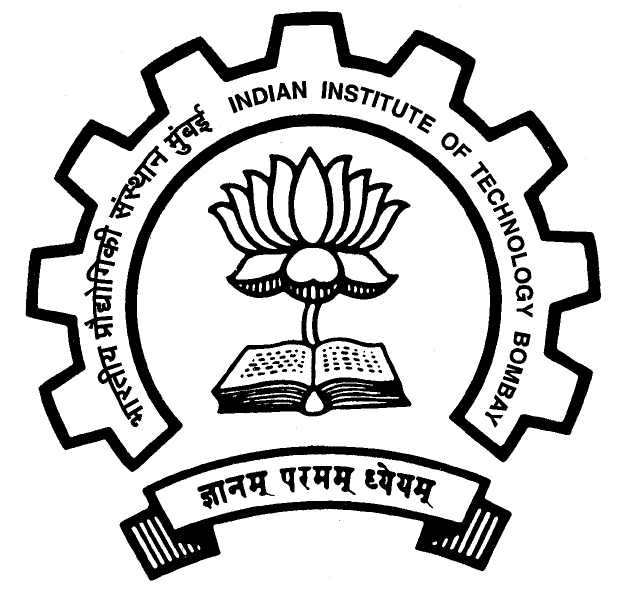 भारतीय प्रौद्योगिकी संस्थान मुंबई
INDIAN INSTITUTE OF TECHNOLOGY BOMBAY
ज्ञानम् परमम् ध्येयम्